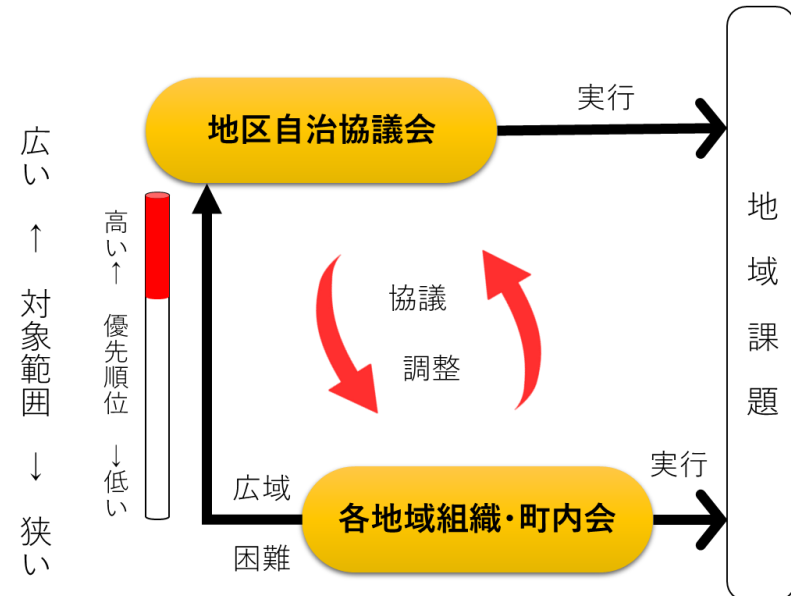 実行
地区自治協議会
広い ↑ 対象範囲 ↓ 狭い
高い↑ 優先順位 ↓低い
地域課題
協議
調整
実行
広域
各地域組織・町内会
困難